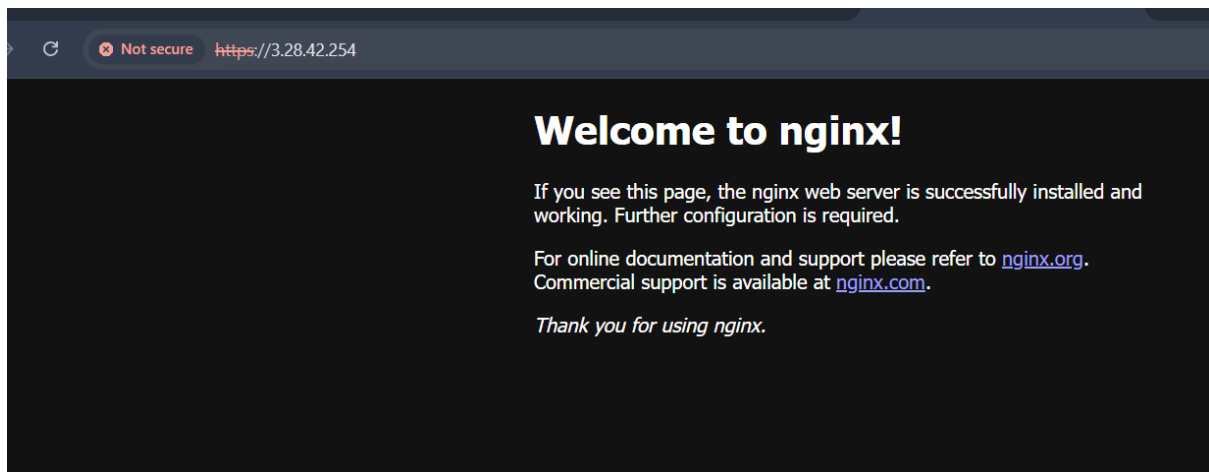 Not secure https://3.28.42.254
Welcome to nginx!
If you see this page, the nginx web server is successfully installed and
working. Further configuration is required.
For online documentation and support please refer to nginx.org.
Commercial support is available at nginx.com.
Thank you for using nginx.